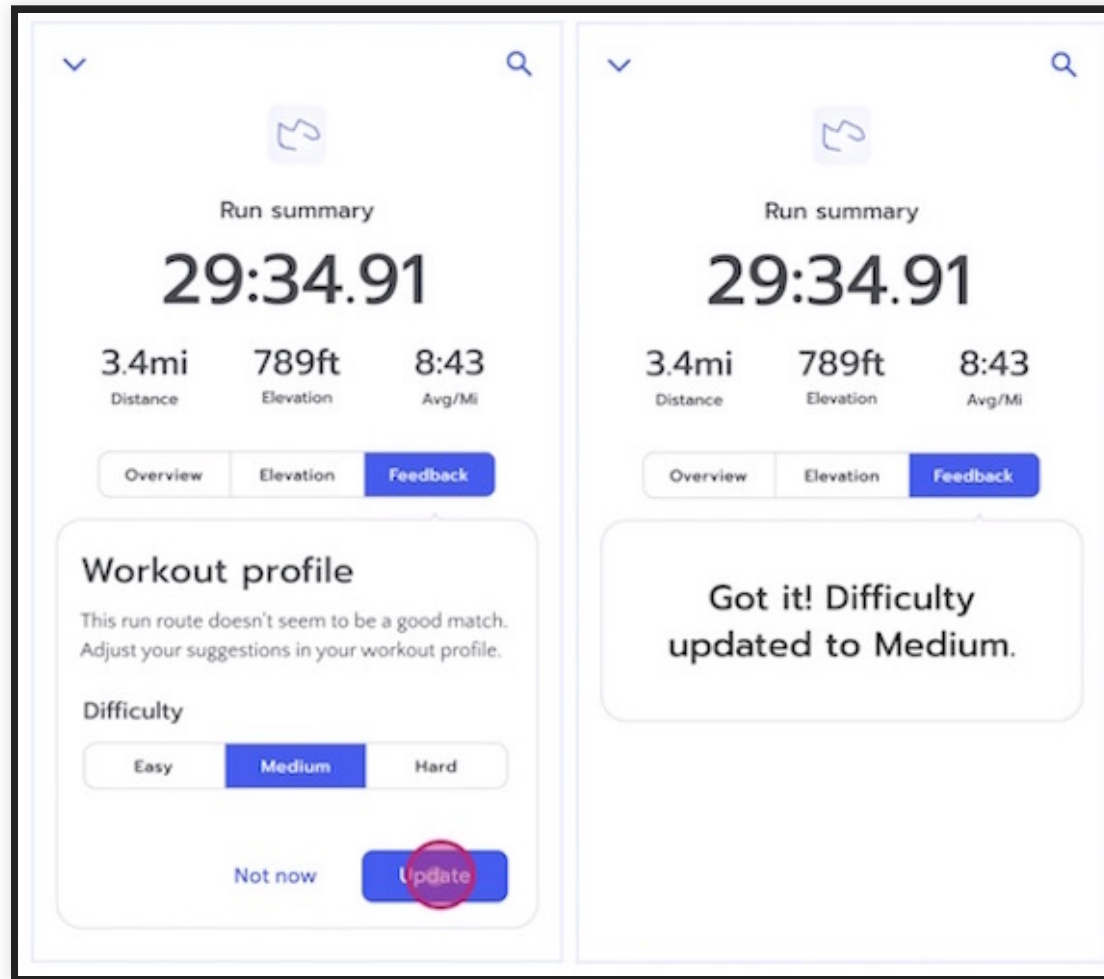 Run summary
29:34.91
3.4mi 789ft 8:43
Distance Elevation Avg/Mi
Overview Elevation Feedback
Workout profile
This run route doesn't seem to be a good match.
Adjust your suggestions in your workout profile.
Difficulty
Easy Medium Hard
Not now Update
Run summary
29:34.91
3.4mi 789ft 8:43
Distance Elevation Avg/Mi
Overview Elevation Feedback
Got it! Difficulty
updated to Medium.